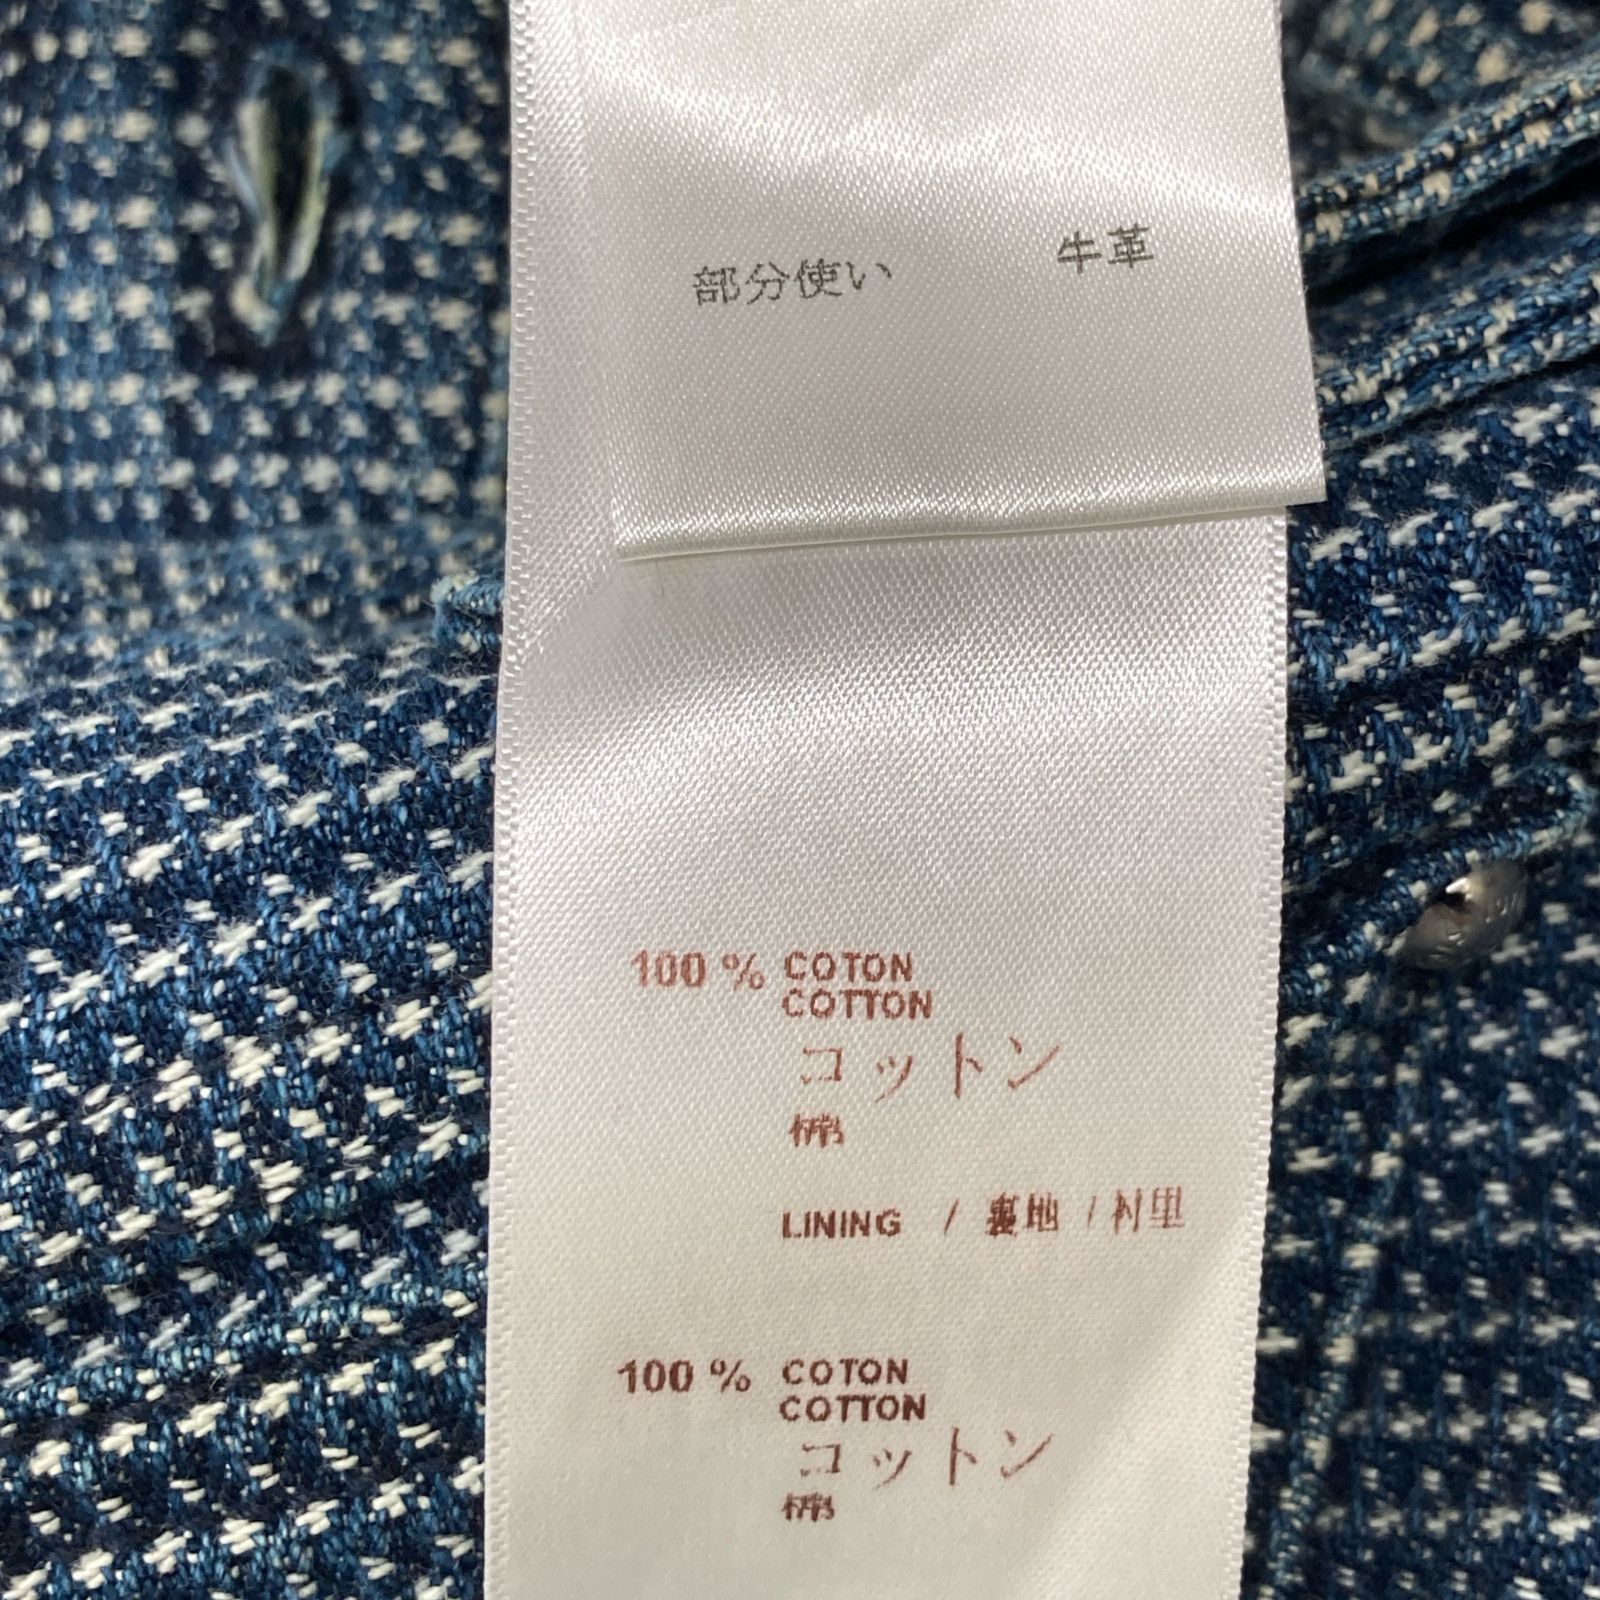 部分使い 牛革
100 % COTON
COTTON
コットン
棉
LINING / 裏地 / 衬里
100 % COTON
COTTON
コットン
棉